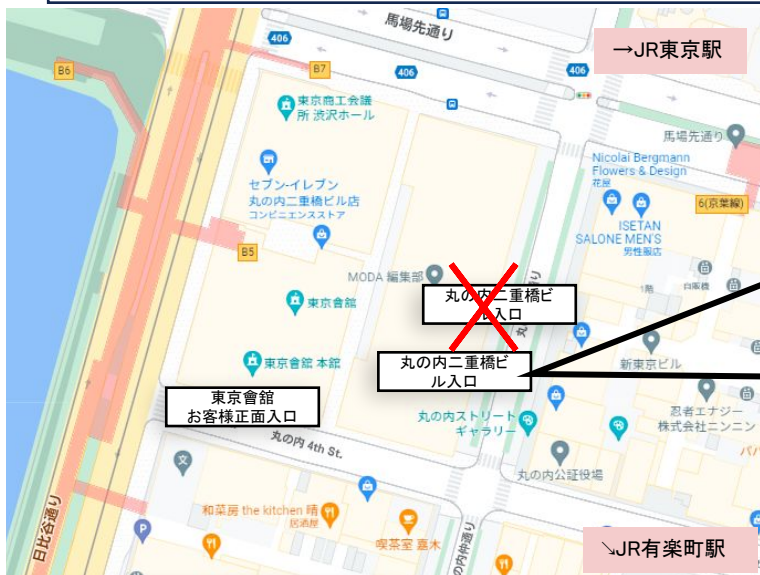 馬場先通り
406
→JR東京駅
B6
B7
406
406
東京商工会議
所 渋沢ホール
馬場先通り
Nicolai Bergmann
Flowers & Design
花屋
セブン-イレブン
丸の内二重橋ビル店
コンビニエンスストア
6(京葉線)
ISETAN
SALONE MEN'S
男性服店
B5
MODA 編集部
1階
白蔵橋
丸の内二重橋ビ
ル入口
東京會舘
東京會舘 本館
丸の内二重橋ビ
ル入口
新東京ビル
東京會舘
お客様正面入口
丸の内ストリート
ギャラリー
忍者エナジー
株式会社ニンニン
丸の内 4th St.
丸の内公証役場
文
和菜房 the kitchen 晴
居酒屋
P
喫茶室 嘉木
日比谷通り
丸の内仲通り
↘JR有楽町駅